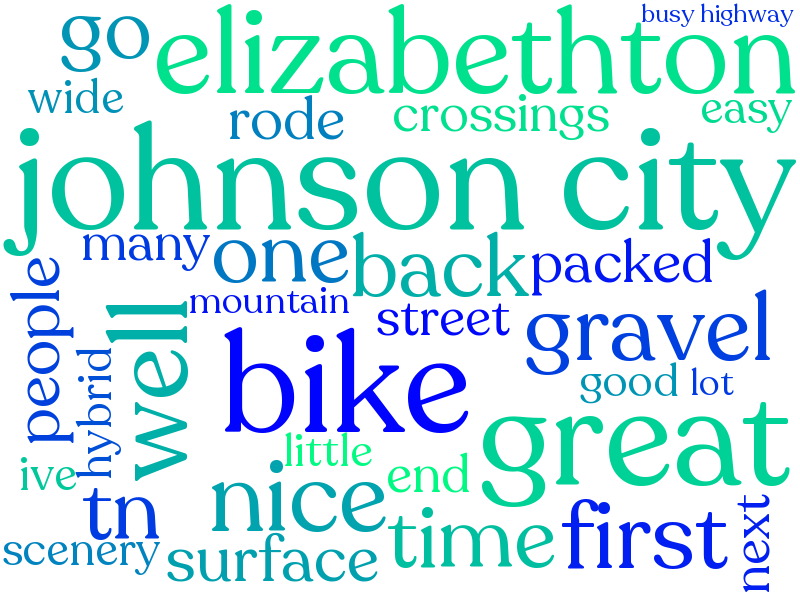 busy highway
go
elizabethton
wide
rode
crossings
easy
johnson city
many
one
back
packed
people
mountain
street
well
bike
gravel
hybrid
good
lot
great
little
ive
end
tn
nice
time
first
next
scenery
surface